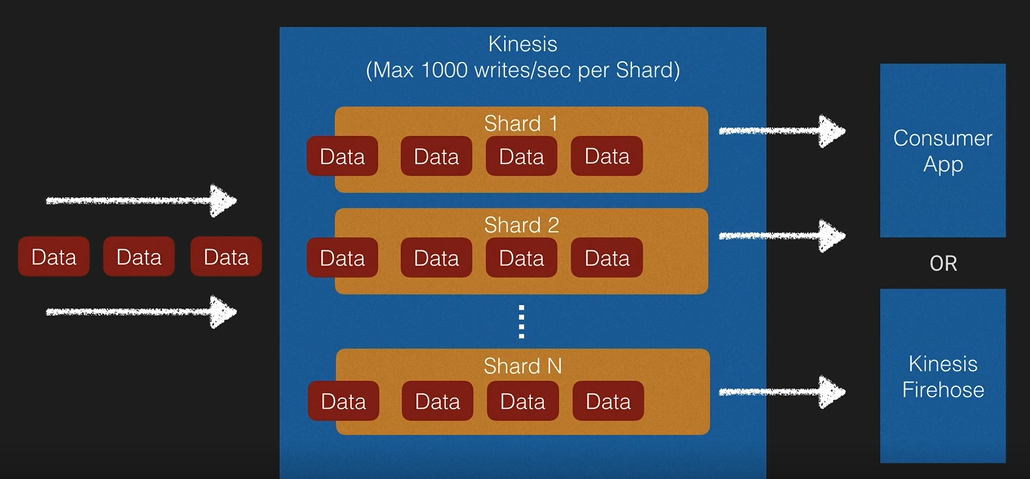 Kinesis
(Max 1000 writes/sec per Shard)
Shard 1
Data Data Data Data
Shard 2
Data Data Data Data
Data Data Data
Shard N
Data Data Data Data
Consumer
App
OR
Kinesis
Firehose